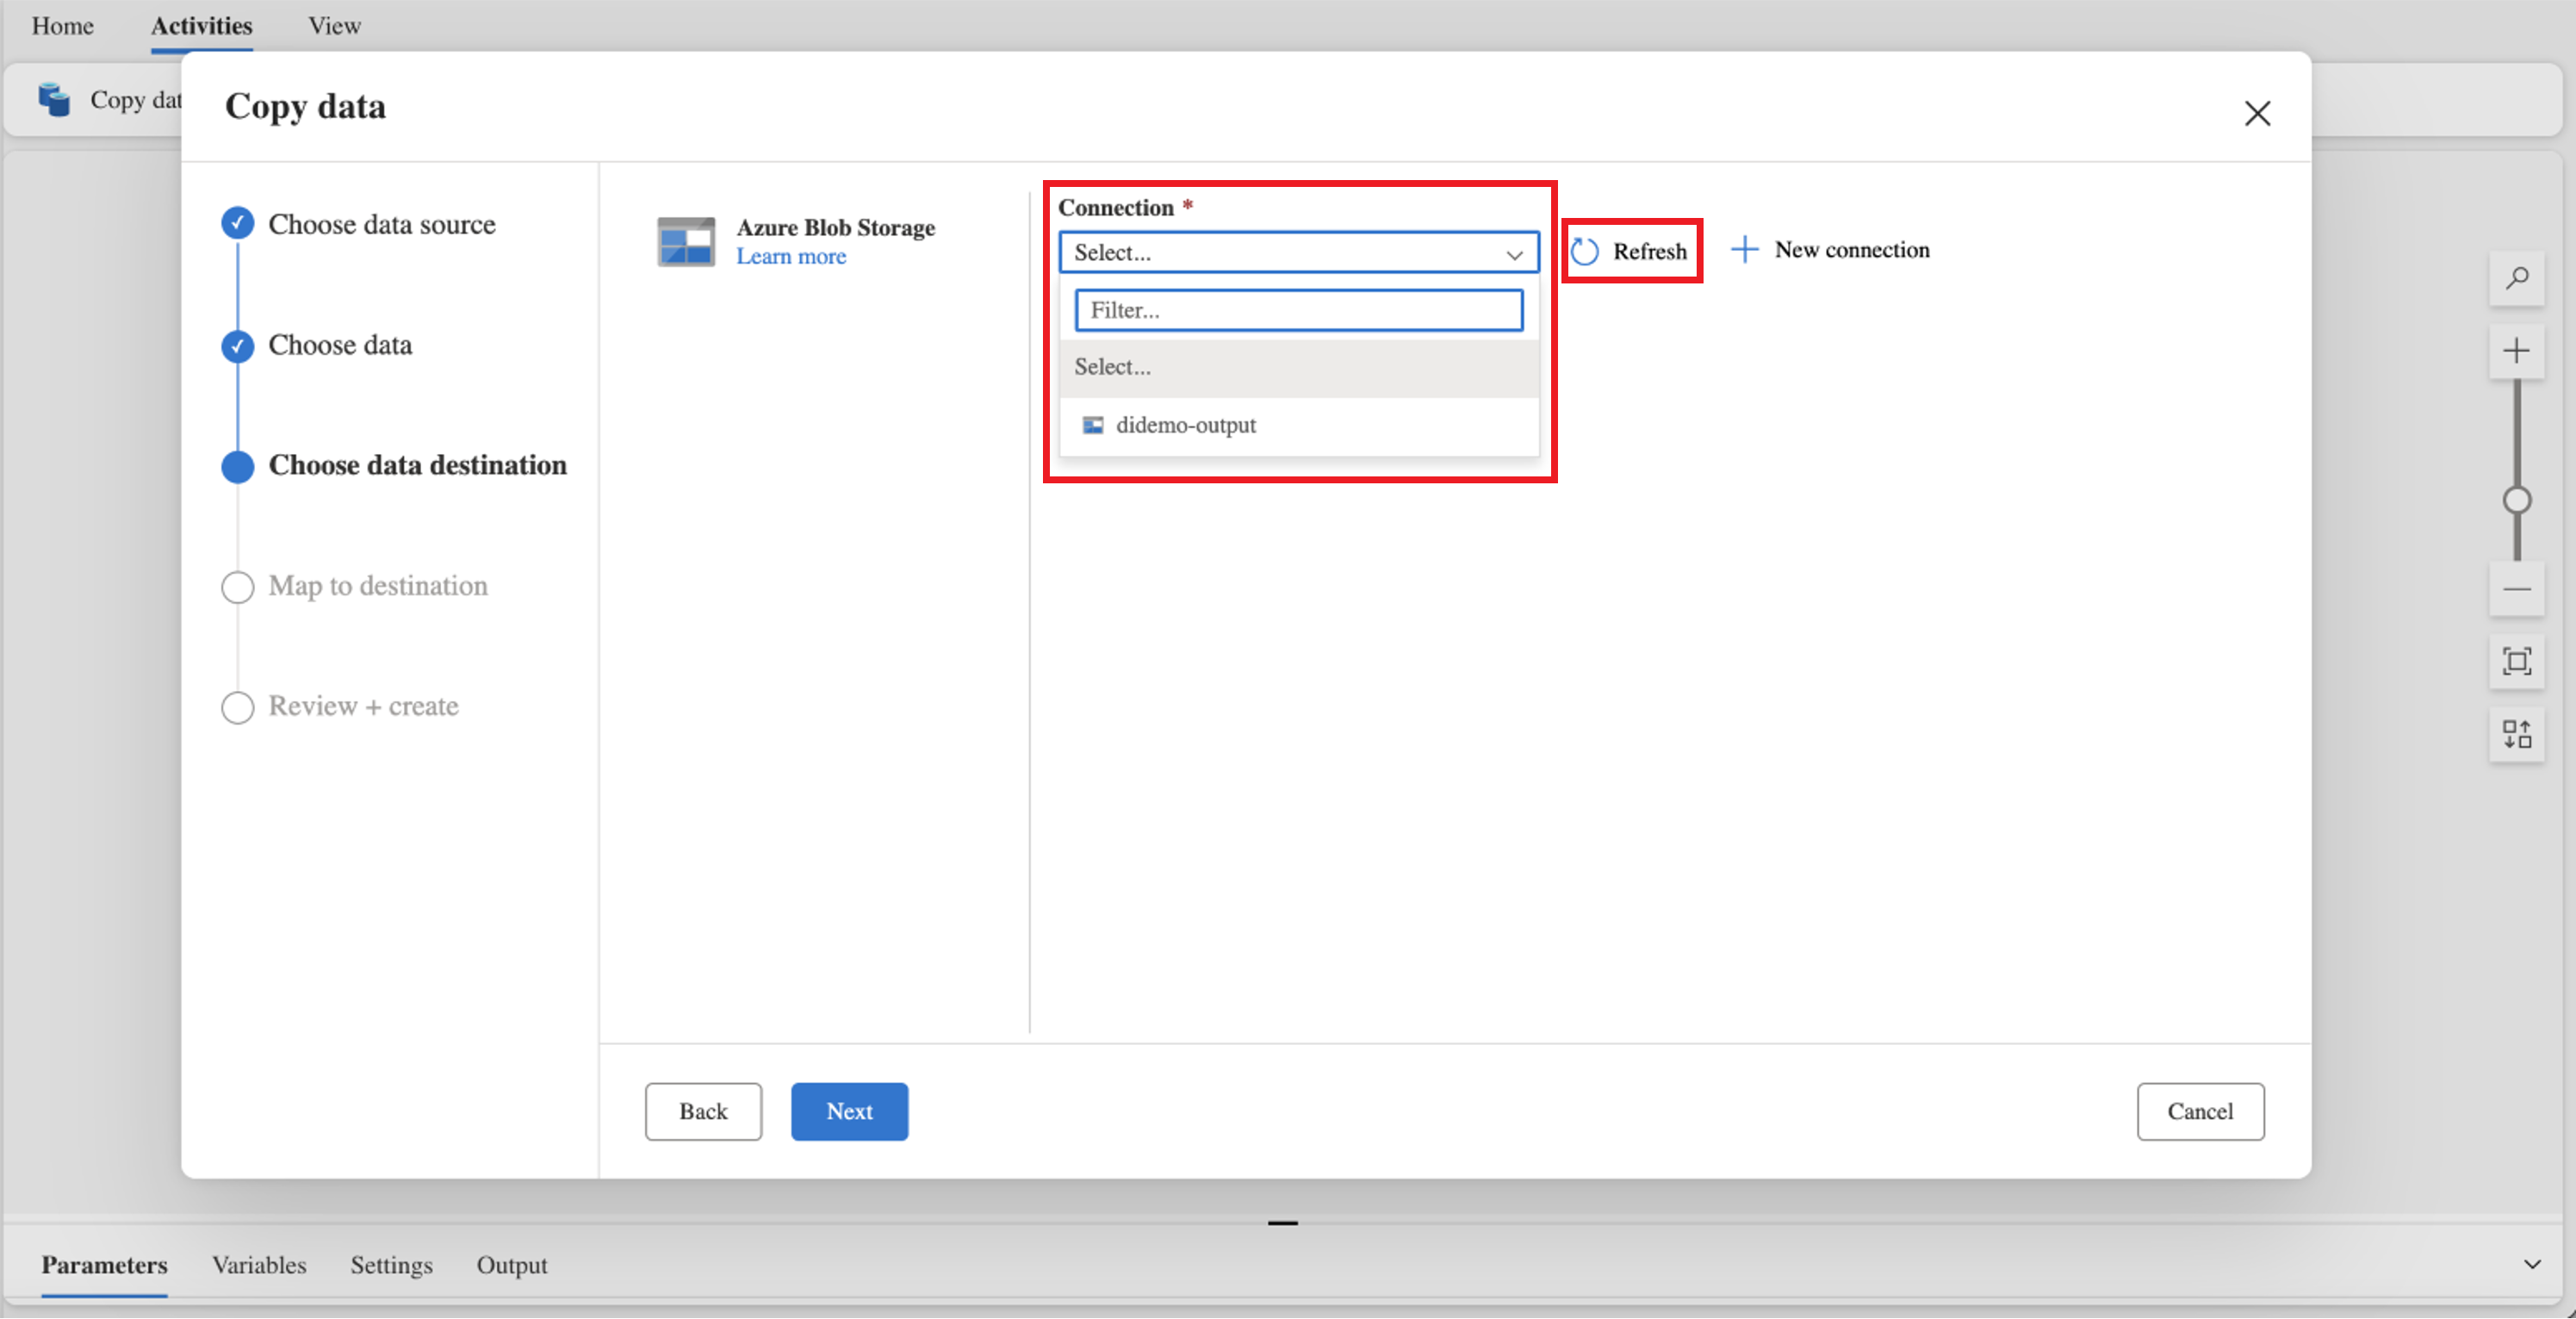 Home Activities View
Copy dat
Copy data
Choose data source
Choose data
Choose data destination
Map to destination
Review + create
Azure Blob Storage
Learn more
Connection *
Select...
Filter...
Select...
didemo-output
Refresh
New connection
Back Next Cancel
Parameters Variables Settings Output